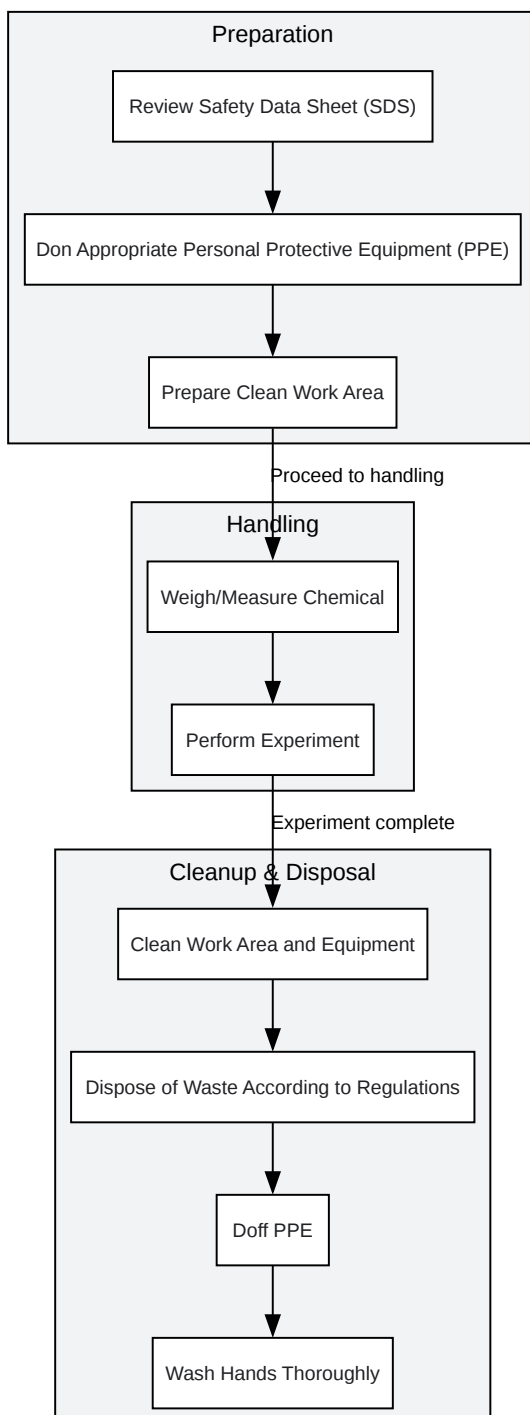 Preparation
Review Safety Data Sheet (SDS)
Don Appropriate Personal Protective Equipment (PPE)
Prepare Clean Work Area
Proceed to handling
Handling
Weigh/Measure Chemical
Perform Experiment
Experiment complete
Cleanup & Disposal
Clean Work Area and Equipment
Dispose of Waste According to Regulations
Doff PPE
Wash Hands Thoroughly